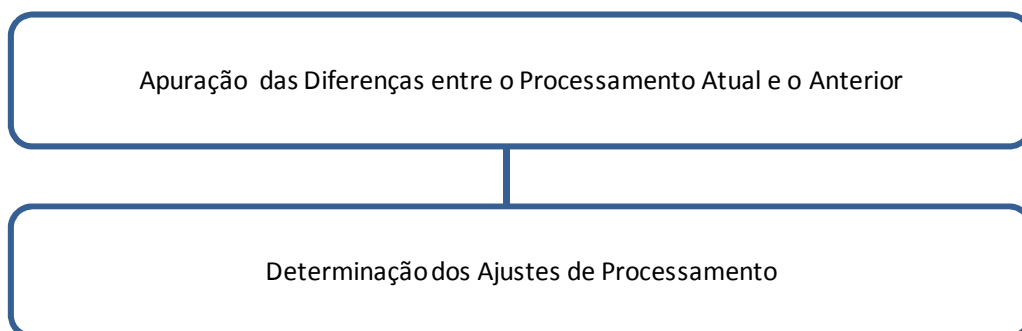 Apuração das Diferenças entre o Processamento Atual e o Anterior
Determinação dos Ajustes de Processamento